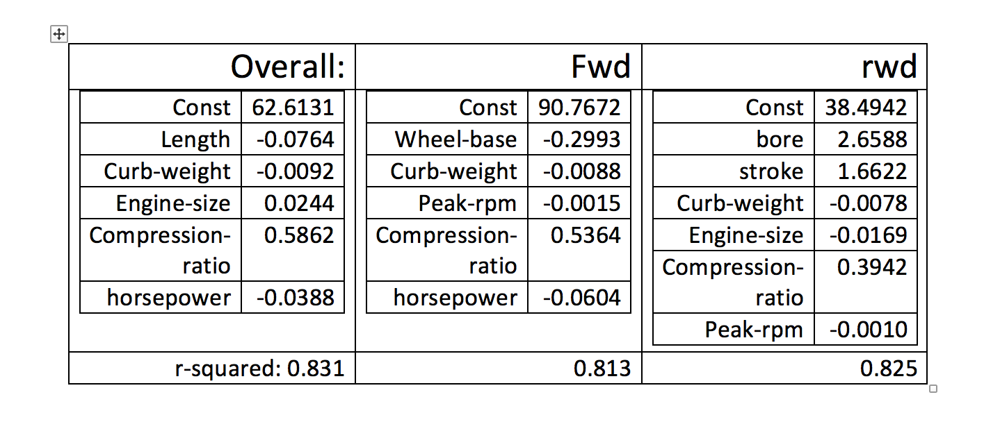 Overall:
Const 62.6131
Length -0.0764
Curb-weight -0.0092
Engine-size 0.0244
Compression- 0.5862
ratio
horsepower -0.0388
r-squared: 0.831
Fwd
Const 90.7672
Wheel-base -0.2993
Curb-weight -0.0088
Peak-rpm -0.0015
Compression- 0.5364
ratio
horsepower -0.0604
0.813
rwd
Const 38.4942
bore 2.6588
stroke 1.6622
Curb-weight -0.0078
Engine-size -0.0169
Compression- 0.3942
ratio
Peak-rpm -0.0010
0.825